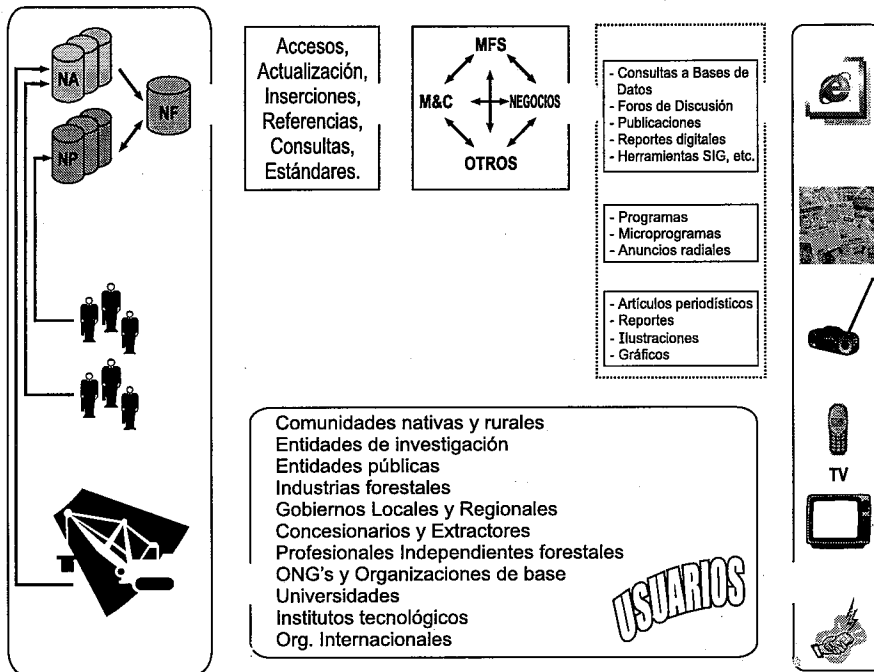 NA
NF
NP
Accesos,
Actualización,
Inserciones,
Referencias,
Consultas,
Estándares.
MFS
M&C
NEGOCIOS
OTROS
- Consultas a Bases de
Datos
- Foros de Discusión
- Publicaciones
- Reportes digitales
- Herramientas SIG, etc.
- Programas
- Microprogramas
- Anuncios radiales
- Artículos periodísticos
- Reportes
- Ilustraciones
- Gráficos
TV
Comunidades nativas y rurales
Entidades de investigación
Entidades públicas
Industrias forestales
Gobiernos Locales y Regionales
Concesionarios y Extractores
Profesionales Independientes forestales
ONG's y Organizaciones de base
Universidades
Institutos tecnológicos
Org. Internacionales
USUARIOS